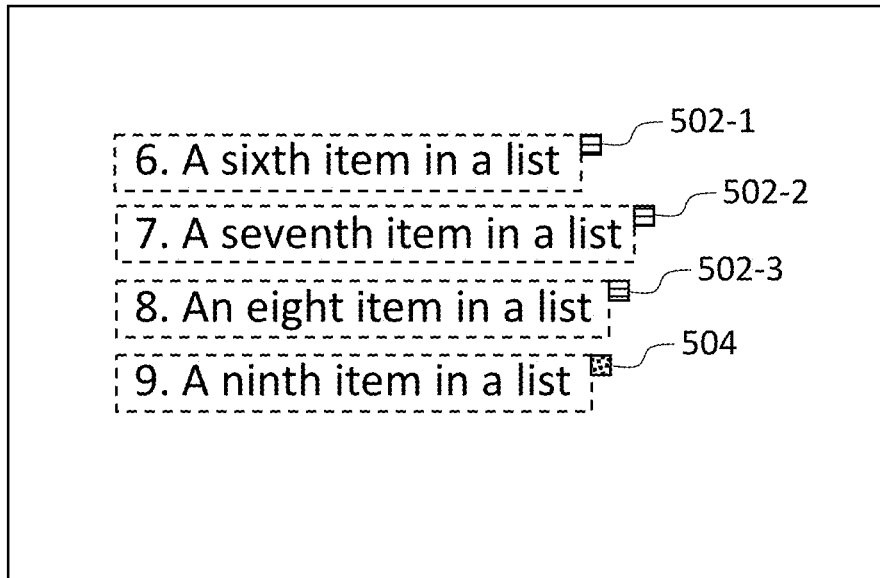 502-1
6. A sixth item in a list
502-2
7. A seventh item in a list
502-3
8. An eight item in a list
504
9. A ninth item in a list